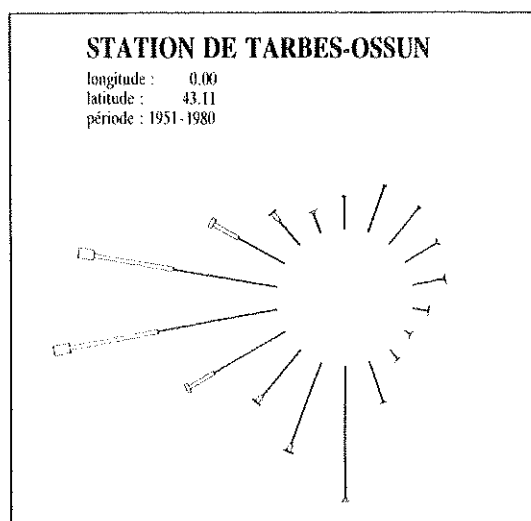 STATION DE TARBES-OSSUN
longitude : 0.00
latitude : 43.11
période : 1951-1980